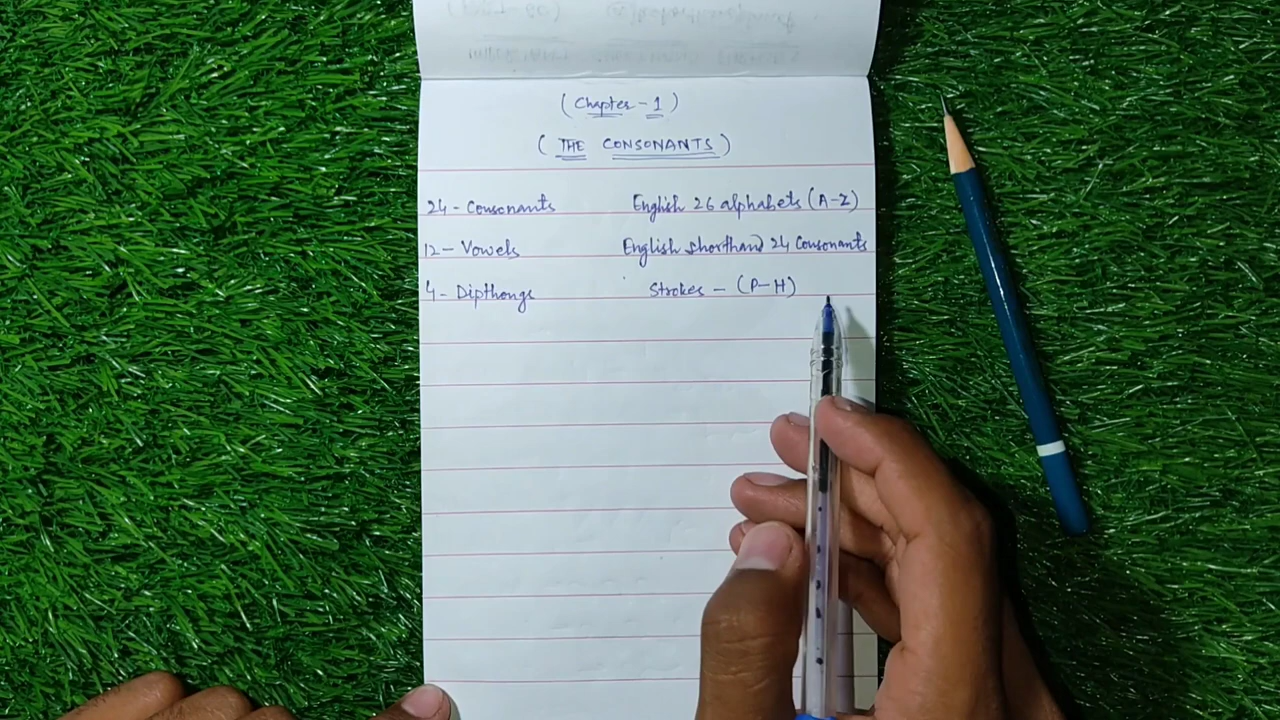 (Chapter - 1)
(THE CONSONANTS)
24 - Consonants English 26 alphabets (A-Z)
12 - Vowels English shorthand 24 Consonants
4 - Dipthongs Strokes - (P-H)